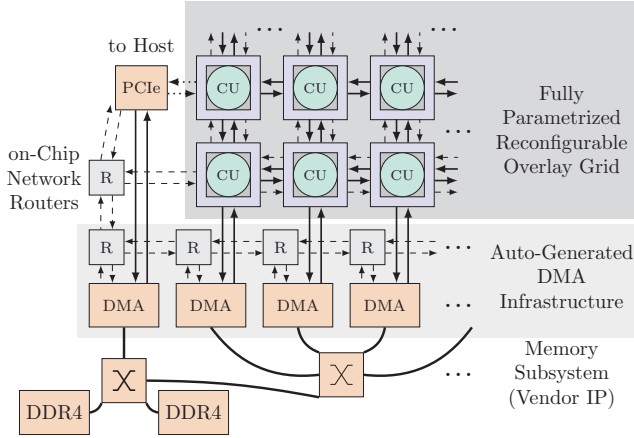 to Host
PCIe
CU
CU
CU
Fully
Parametrized
Reconfigurable
Overlay Grid
on-Chip
Network
Routers
R
CU
CU
CU
R
R
R
R
Auto-Generated
DMA
Infrastructure
DMA
DMA
DMA
DMA
Memory
Subsystem
(Vendor IP)
DDR4
DDR4